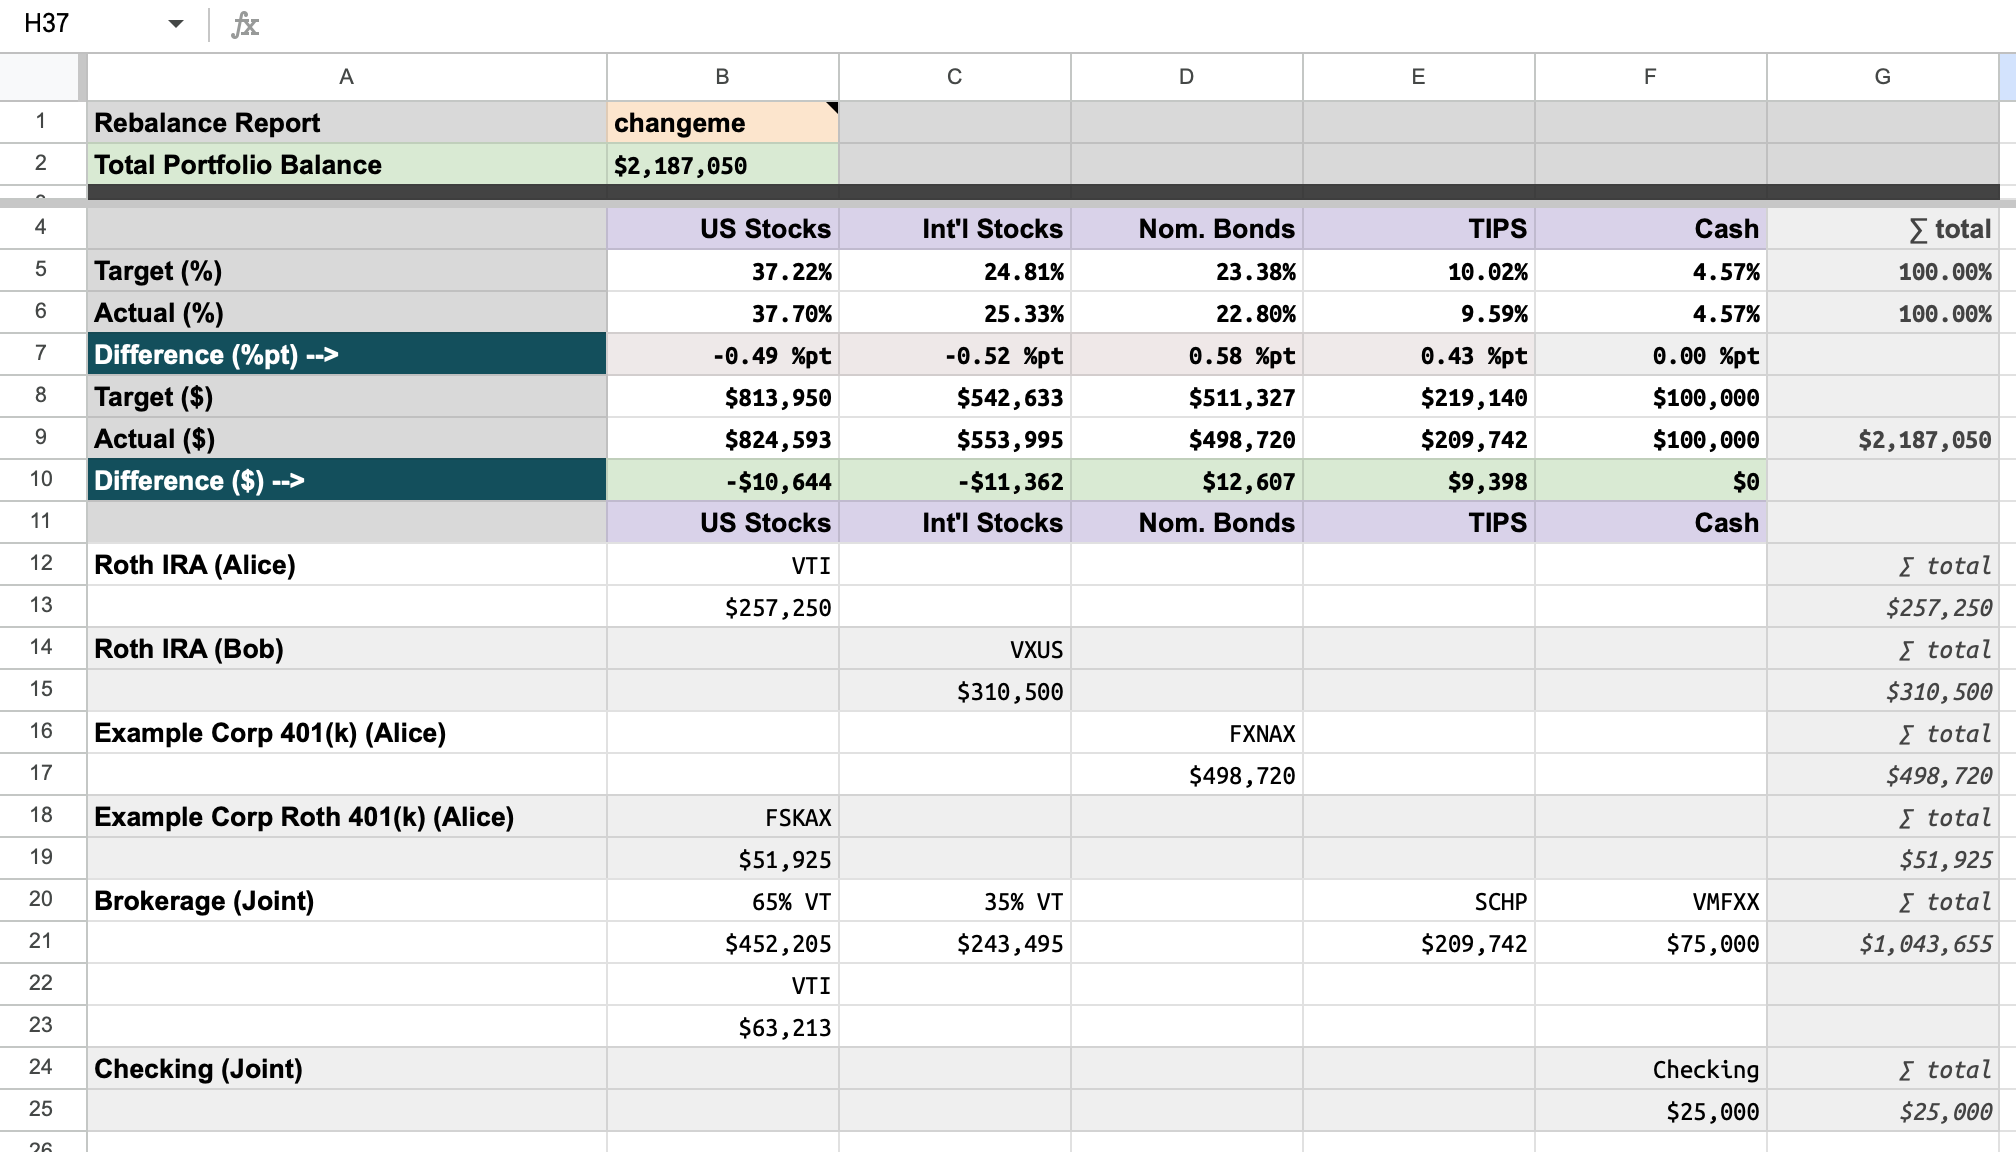 H37 fx
A B C D E F G
1 Rebalance Report changeme
2 Total Portfolio Balance $2,187,050
4 US Stocks Int'l Stocks Nom. Bonds TIPS Cash ∑ total
5 Target (%) 37.22% 24.81% 23.38% 10.02% 4.57% 100.00%
6 Actual (%) 37.70% 25.33% 22.80% 9.59% 4.57% 100.00%
7 Difference (%pt) --> -0.49 %pt -0.52 %pt 0.58 %pt 0.43 %pt 0.00 %pt
8 Target ($) $813,950 $542,633 $511,327 $219,140 $100,000
9 Actual ($) $824,593 $553,995 $498,720 $209,742 $100,000 $2,187,050
10 Difference ($) --> -$10,644 -$11,362 $12,607 $9,398 $0
11 US Stocks Int'l Stocks Nom. Bonds TIPS Cash
12 Roth IRA (Alice) VTI ∑ total
13 $257,250 $257,250
14 Roth IRA (Bob) VXUS ∑ total
15 $310,500 $310,500
16 Example Corp 401(k) (Alice) FXNAX ∑ total
17 $498,720 $498,720
18 Example Corp Roth 401(k) (Alice) FSKAX ∑ total
19 $51,925 $51,925
20 Brokerage (Joint) 65% VT 35% VT SCHP VMFXX ∑ total
21 $452,205 $243,495 $209,742 $75,000 $1,043,655
22 VTI
23 $63,213
24 Checking (Joint) Checking ∑ total
25 $25,000 $25,000
26